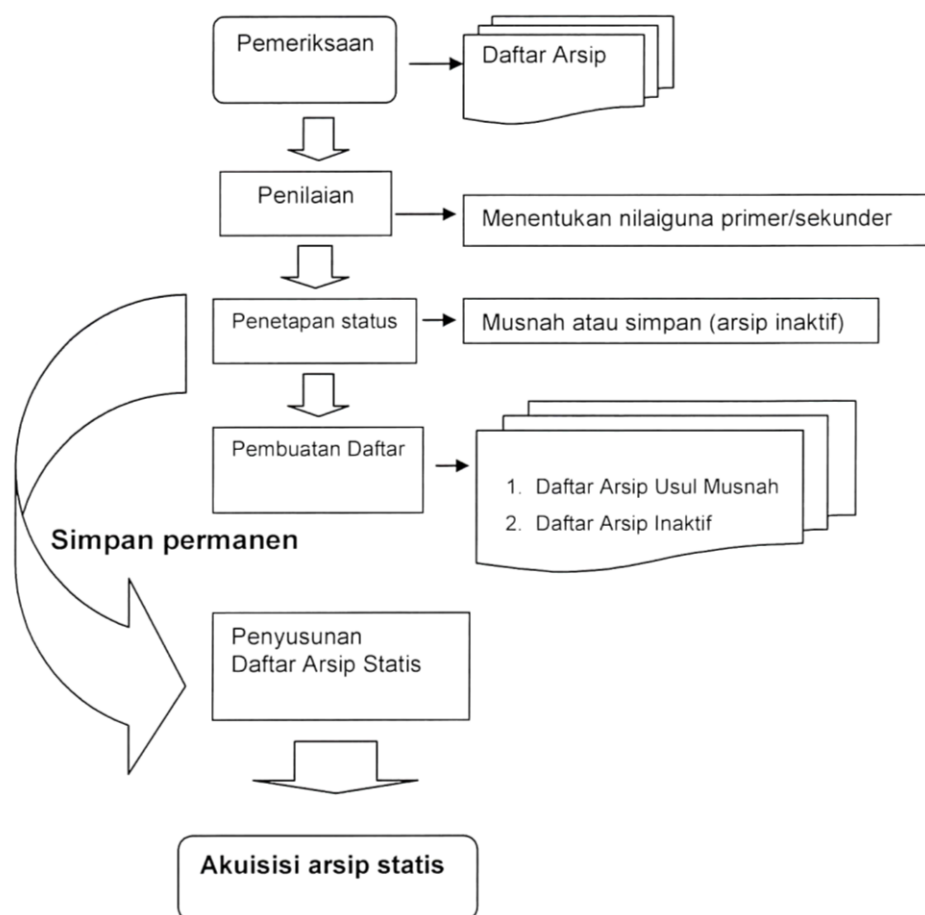 Pemeriksaan
Daftar Arsip
Penilaian
Menentukan nilaiguna primer/sekunder
Penetapan status
Musnah atau simpan (arsip inaktif)
Pembuatan Daftar
1. Daftar Arsip Usul Musnah
2. Daftar Arsip Inaktif
Simpan permanen
Penyusunan
Daftar Arsip Statis
Akuisisi arsip statis